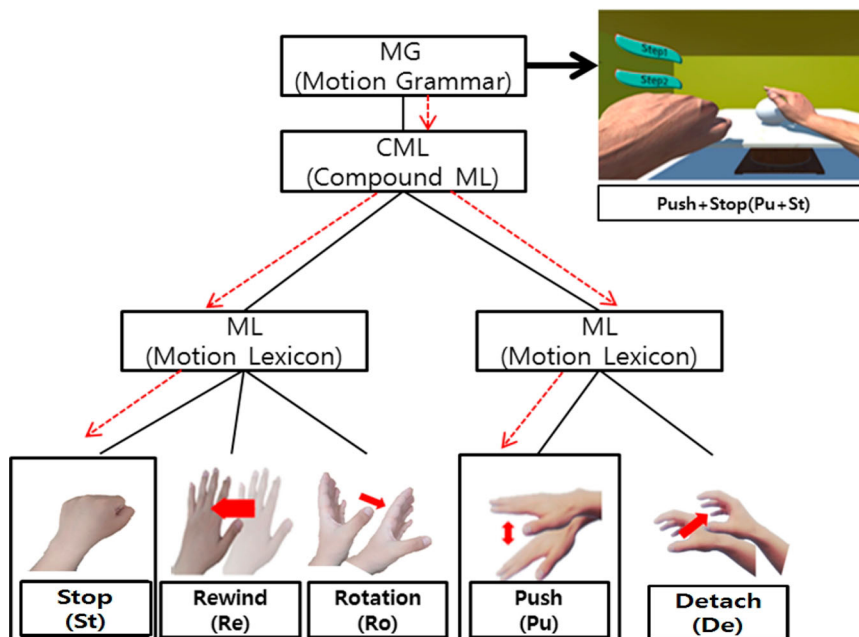 MG
(Motion Grammar)
Step1
Step2
CML
(Compound ML)
Push+Stop(Pu+St)
ML
(Motion Lexicon)
ML
(Motion Lexicon)
Stop
(St)
Rewind
(Re)
Rotation
(Ro)
Push
(Pu)
Detach
(De)